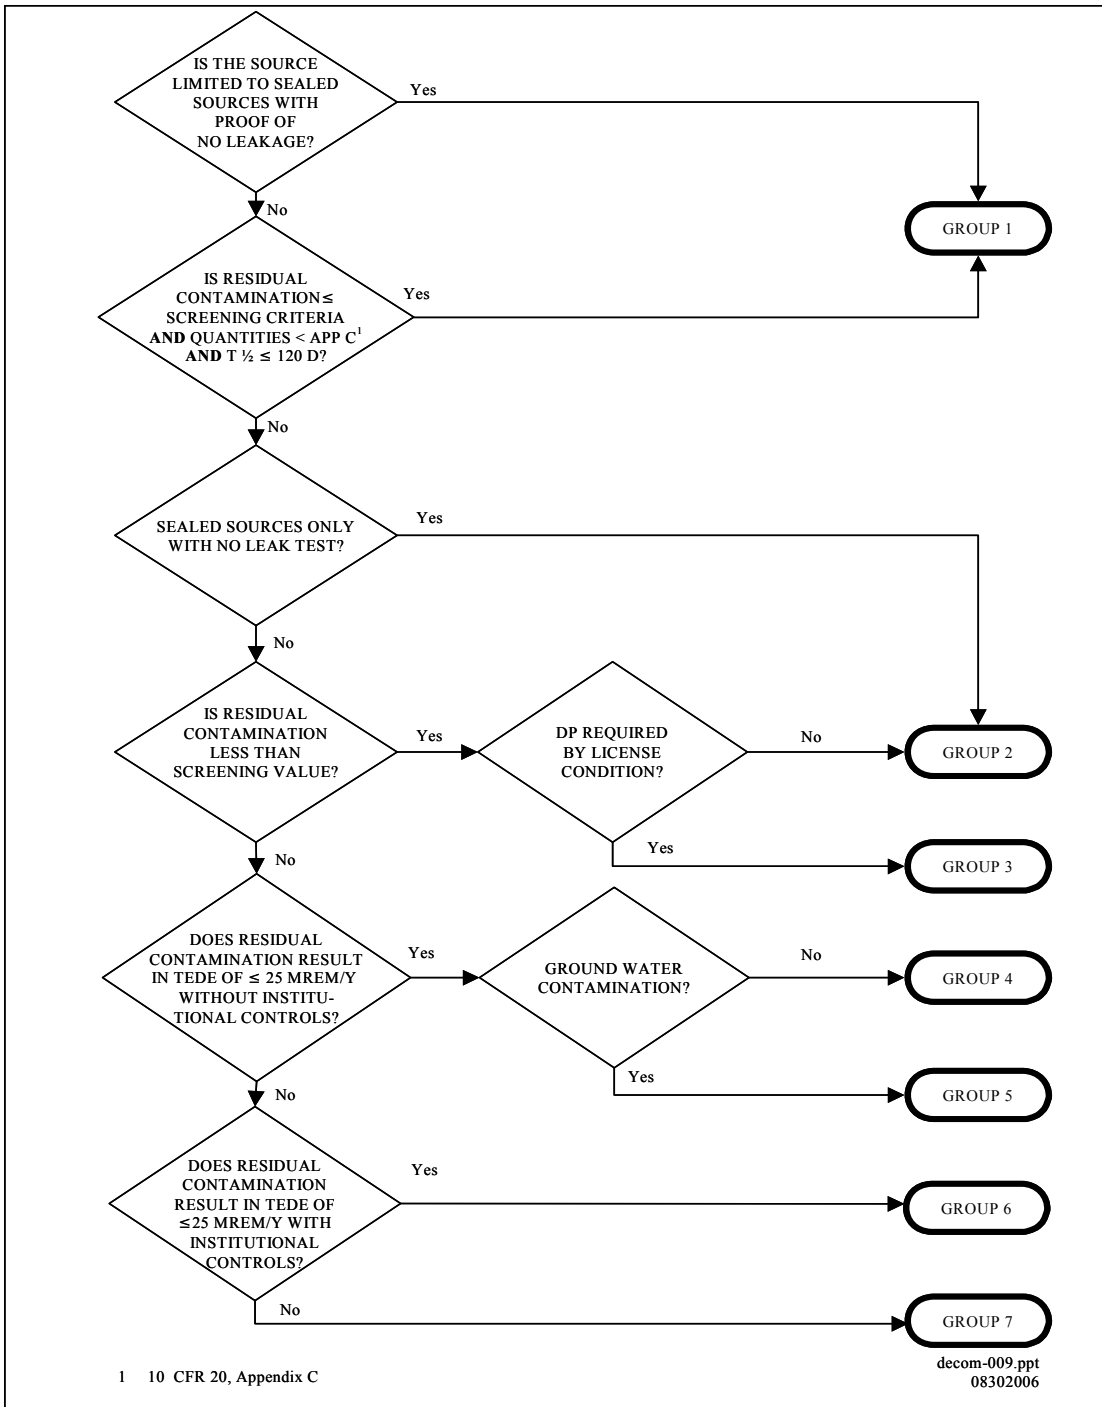 IS THE SOURCE
LIMITED TO SEALED
SOURCES WITH
PROOF OF
NO LEAKAGE?
Yes
No
GROUP 1
IS RESIDUAL
CONTAMINATION≤
SCREENING CRITERIA
AND QUANTITIES < APP C1
AND T ½ ≤ 120 D?
Yes
No
SEALED SOURCES ONLY
WITH NO LEAK TEST?
Yes
No
IS RESIDUAL
CONTAMINATION
LESS THAN
SCREENING VALUE?
Yes
DP REQUIRED
BY LICENSE
CONDITION?
No
GROUP 2
Yes
GROUP 3
No
DOES RESIDUAL
CONTAMINATION RESULT
IN TEDE OF ≤ 25 MREM/Y
WITHOUT INSTITU-
TIONAL CONTROLS?
Yes
GROUND WATER
CONTAMINATION?
No
GROUP 4
Yes
GROUP 5
No
DOES RESIDUAL
CONTAMINATION
RESULT IN TEDE OF
≤25 MREM/Y WITH
INSTITUTIONAL
CONTROLS?
Yes
GROUP 6
No
GROUP 7
1 10 CFR 20, Appendix C
decom-009.ppt
08302006